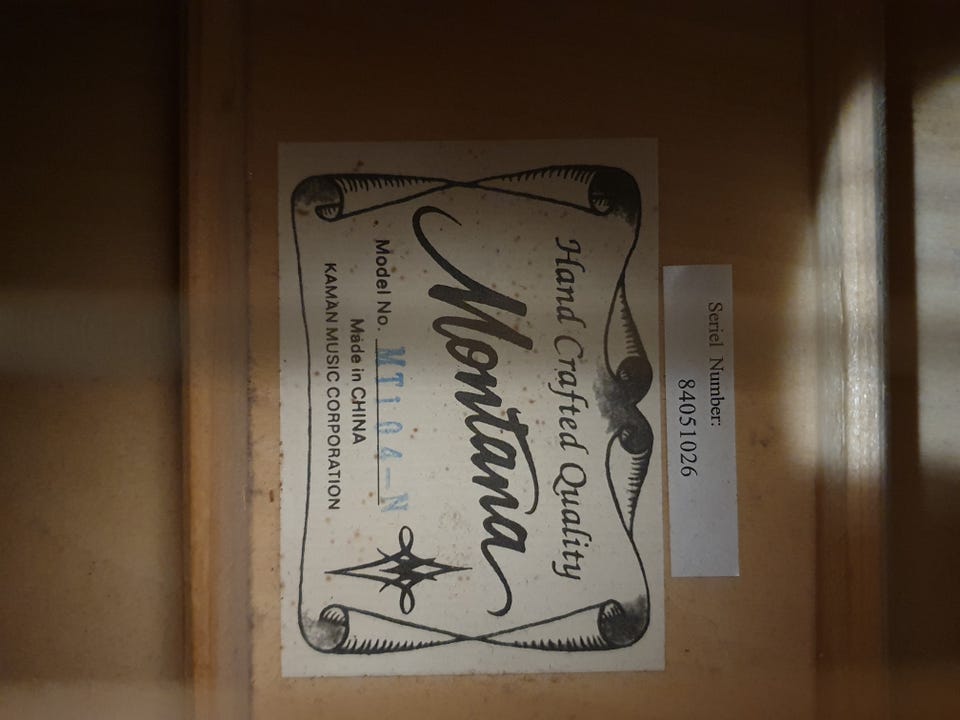 Seriel Number:
84051026
Hand Crafted Quality
Montana
Model No. MT104-N
Made in CHINA
KAMAN MUSIC CORPORATION